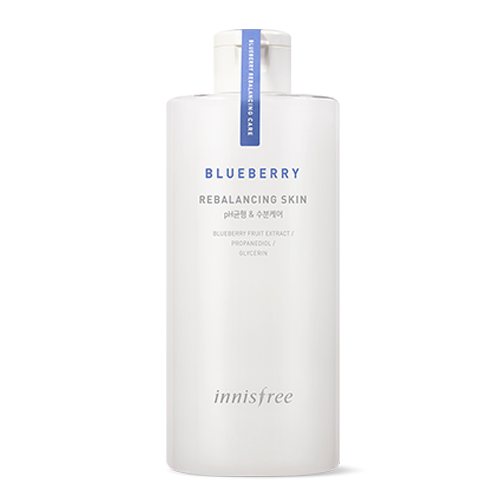 BLUEBERRY REBALANCING CARE
BLUEBERRY
REBALANCING SKIN
pH균형 & 수분케어
BLUEBERRY FRUIT EXTRACT /
PROPANEDIOL /
GLYCERIN
innisfree